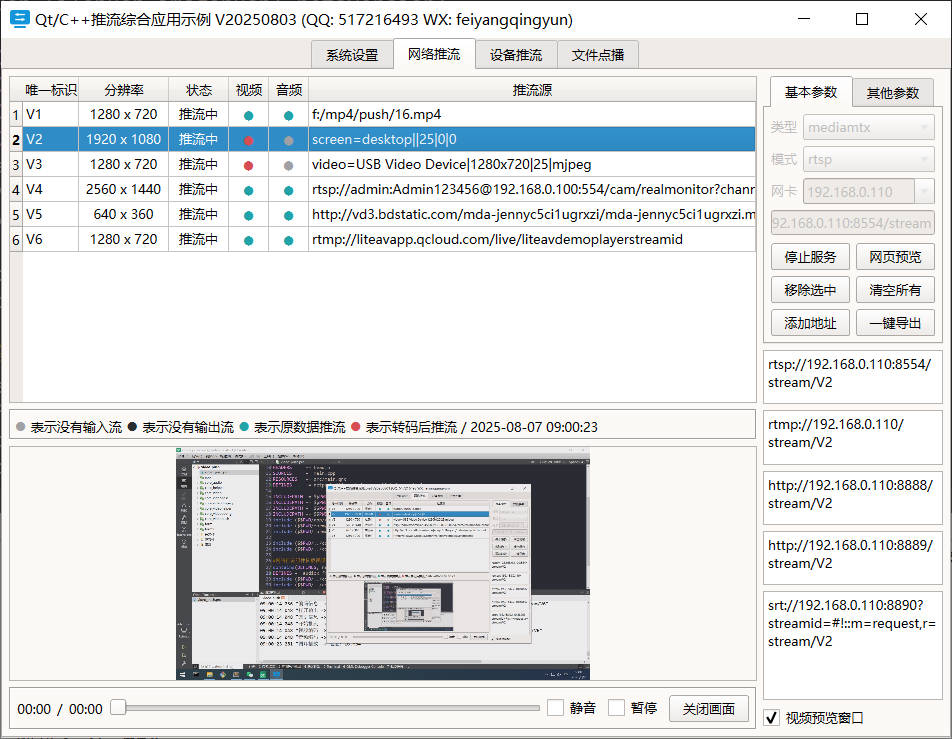 Qt/C++推流综合应用示例 V20250803 (QQ: 517216493 WX: feiyangqingyun)
系统设置 网络推流 设备推流 文件点播
唯一标识 分辨率 状态 视频 音频 推流源
1 V1 1280 x 720 推流中 f:/mp4/push/16.mp4
2 V2 1920 x 1080 推流中 screen=desktop||25|0|0
3 V3 1280 x 720 推流中 video=USB Video Device|1280x720|25|mjpeg
4 V4 2560 x 1440 推流中 rtsp://admin:Admin123456@192.168.0.100:554/cam/realmonitor?chann
5 V5 640 x 360 推流中 http://vd3.bdstatic.com/mda-jennyc5ci1ugrxzi/mda-jennyc5ci1ugrxzi.m
6 V6 1280 x 720 推流中 rtmp://liteavapp.qcloud.com/live/liteavdemoplayerstreamid
表示没有输入流 表示没有输出流 表示原数据推流 表示转码后推流 / 2025-08-07 09:00:23
00:00 / 00:00 静音 暂停 关闭画面
基本参数 其他参数
类型 mediamtx
模式 rtsp
网卡 192.168.0.110
92.168.0.110:8554/stream
停止服务 网页预览
移除选中 清空所有
添加地址 一键导出
rtsp://192.168.0.110:8554/
stream/V2
rtmp://192.168.0.110/
stream/V2
http://192.168.0.110:8888/
stream/V2
http://192.168.0.110:8889/
stream/V2
srt://192.168.0.110:8890?
streamid=#!::m=request,r=
stream/V2
视频预览窗口